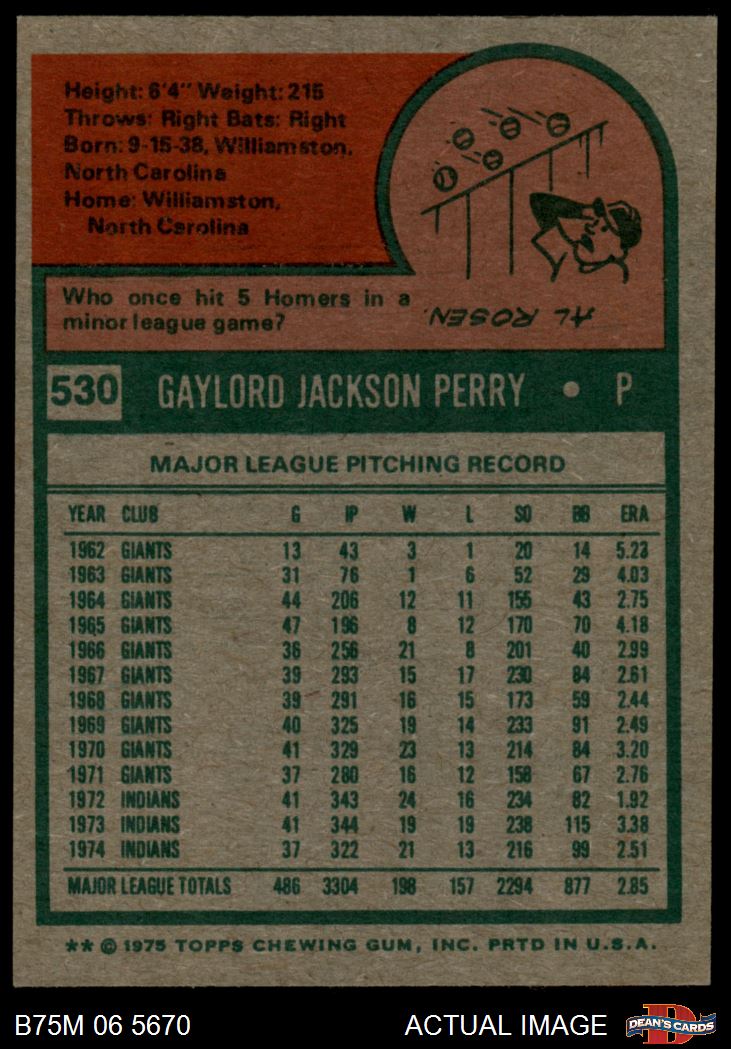 Height: 6'4" Weight: 215
Throws: Right Bats: Right
Born: 9-15-38, Williamston,
North Carolina
Home: Williamston,
North Carolina
Who once hit 5 Homers in a
minor league game?
AL ROSEN.
530 GAYLORD JACKSON PERRY • P
MAJOR LEAGUE PITCHING RECORD
YEAR CLUB G IP W L SO BB ERA
1962 GIANTS 13 43 3 1 20 14 5.23
1963 GIANTS 31 76 1 6 52 29 4.03
1964 GIANTS 44 206 12 11 155 43 2.75
1965 GIANTS 47 196 8 12 170 70 4.18
1966 GIANTS 36 256 21 8 201 40 2.99
1967 GIANTS 39 293 15 17 230 84 2.61
1968 GIANTS 39 291 16 15 173 59 2.44
1969 GIANTS 40 325 19 14 233 91 2.49
1970 GIANTS 41 329 23 13 214 84 3.20
1971 GIANTS 37 280 16 12 158 67 2.76
1972 INDIANS 41 343 24 16 234 82 1.92
1973 INDIANS 41 344 19 19 238 115 3.38
1974 INDIANS 37 322 21 13 216 99 2.51
MAJOR LEAGUE TOTALS 486 3304 198 157 2294 877 2.85
** © 1975 TOPPS CHEWING GUM, INC. PRTD IN U.S.A.
B75M 06 5670 ACTUAL IMAGE DEAN'S CARDS